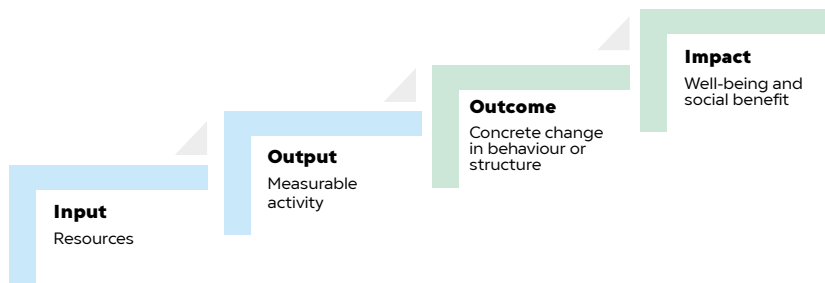 Input
Resources
Output
Measurable
activity
Outcome
Concrete change
in behaviour or
structure
Impact
Well-being and
social benefit